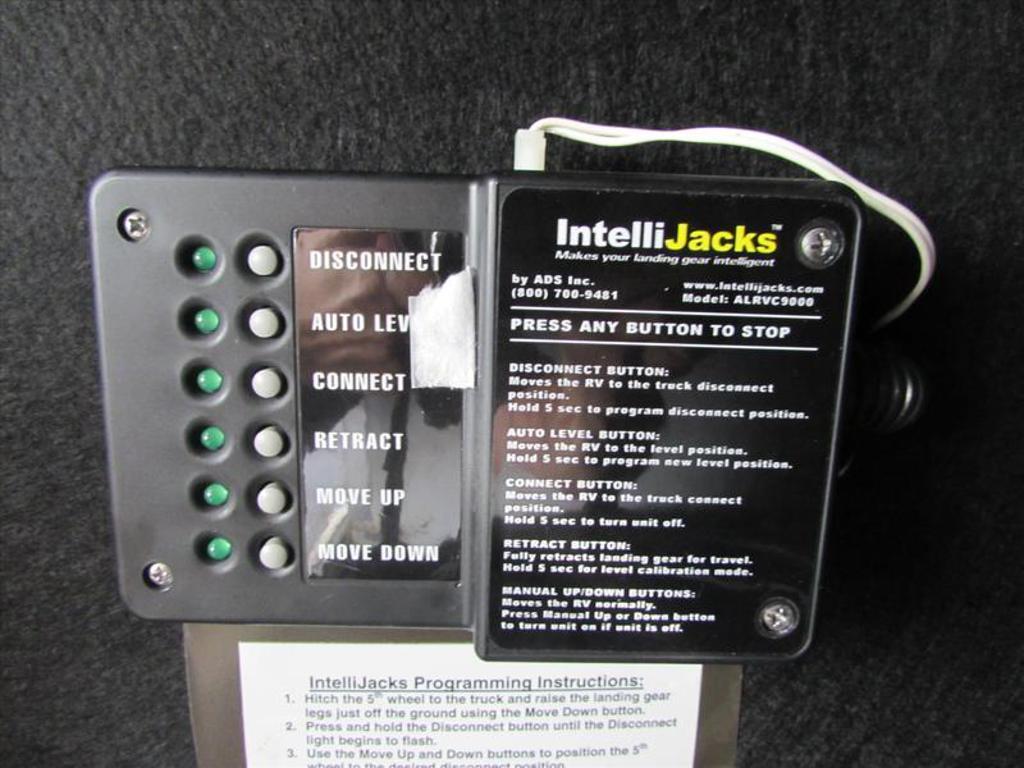 DISCONNECT
AUTO LEV
CONNECT
RETRACT
MOVE UP
MOVE DOWN
IntelliJacks™
Makes your landing gear intelligent
by ADS Inc. www.Intellijacks.com
(800) 700-9481 Model: ALRVC9000
PRESS ANY BUTTON TO STOP
DISCONNECT BUTTON:
Moves the RV to the truck disconnect
position.
Hold 5 sec to program disconnect position.
AUTO LEVEL BUTTON:
Moves the RV to the level position.
Hold 5 sec to program new level position.
CONNECT BUTTON:
Moves the RV to the truck connect
position.
Hold 5 sec to turn unit off.
RETRACT BUTTON:
Fully retracts landing gear for travel.
Hold 5 sec for level calibration mode.
MANUAL UP/DOWN BUTTONS:
Moves the RV normally.
Press Manual Up or Down button
to turn unit on if unit is off.
IntelliJacks Programming Instructions:
1. Hitch the 5th wheel to the truck and raise the landing gear
legs just off the ground using the Move Down button.
2. Press and hold the Disconnect button until the Disconnect
light begins to flash.
3. Use the Move Up and Down buttons to position the 5th
wheel to the desired disconnect position